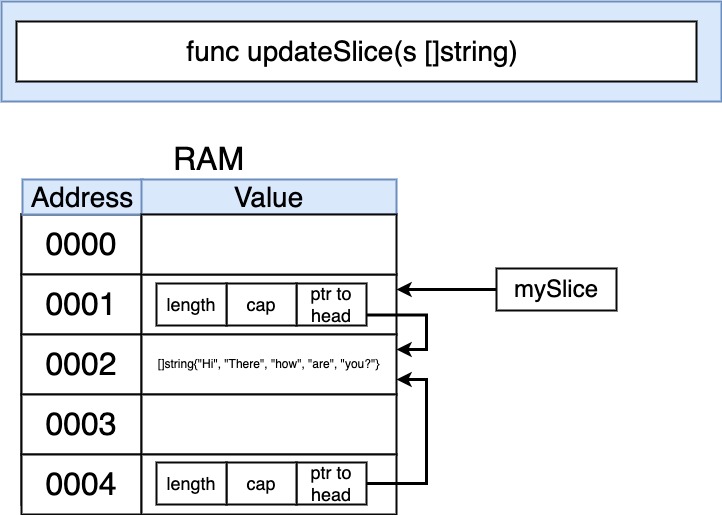 func updateSlice(s []string)
RAM
Address Value
0000
0001 length cap ptr to head
mySlice
0002 []string{"Hi", "There", "how", "are", "you?"}
0003
0004 length cap ptr to head